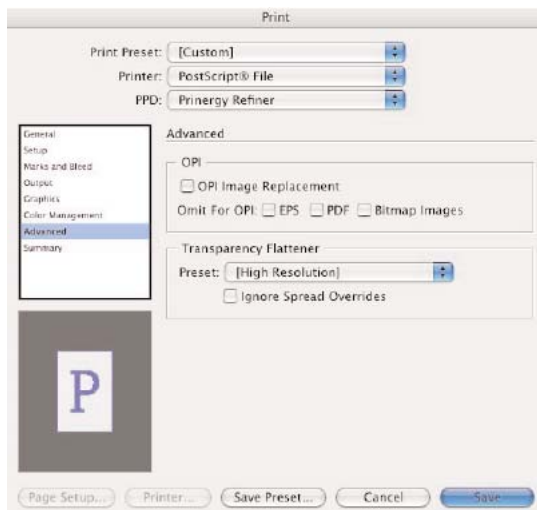 Print
Print Preset: [Custom]
Printer: PostScript® File
PPD: Prinergy Refiner
General
Setup
Marks and Bleed
Output
Graphics
Color Management
Advanced
Summary
Advanced
OPI
OPI Image Replacement
Omit For OPI: EPS PDF Bitmap Images
Transparency Flattener
Preset: [High Resolution]
Ignore Spread Overrides
P
Page Setup... Printer... Save Preset... Cancel Save